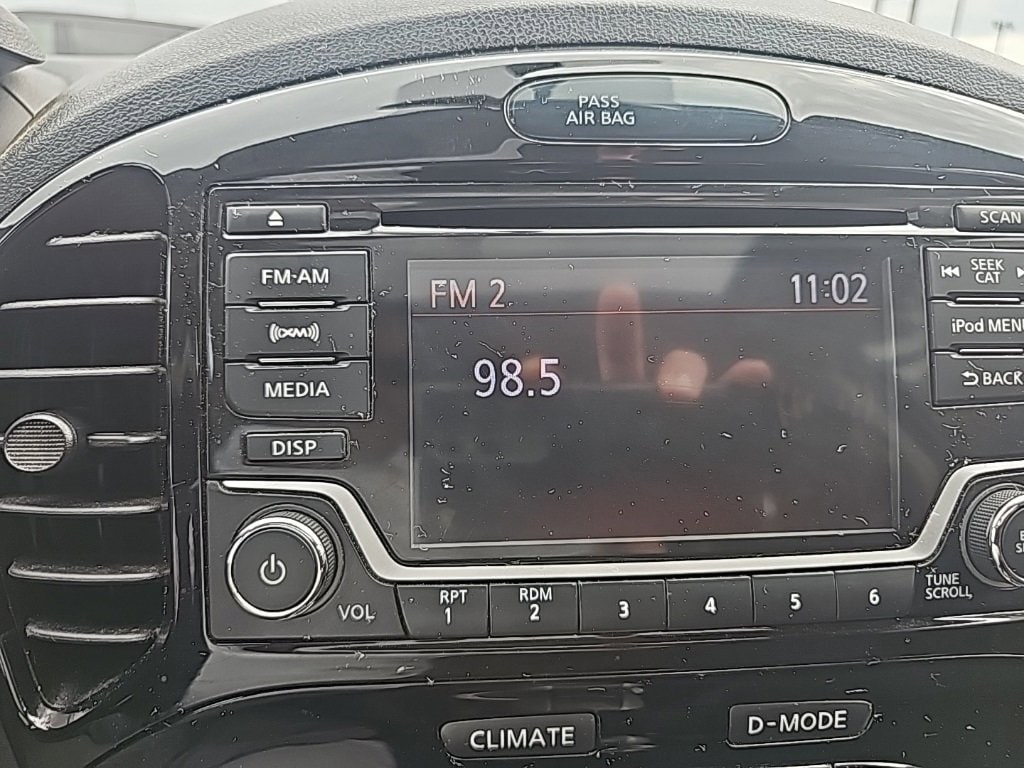 PASS
AIR BAG
SCAN
FM·AM
SEEK
CAT
FM 2
11:02
XM
iPod MENU
98.5
MEDIA
BACK
DISP
VOL
RPT
1
RDM
2
3
4
5
6
TUNE
SCROLL
CLIMATE
D-MODE